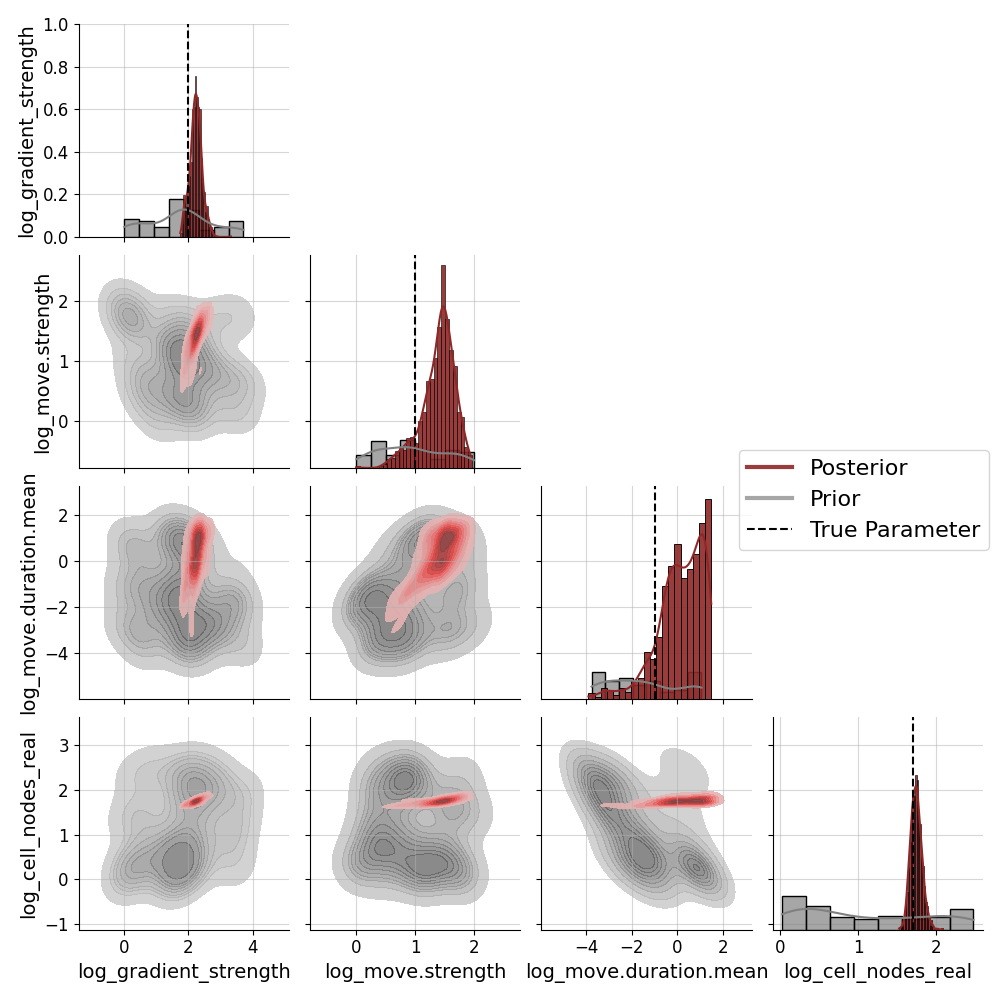 1.0
0.8
0.6
0.4
0.2
0.0
log_gradient_strength
2
1
0
log_move.strength
2
0
−2
−4
log_move.duration.mean
Posterior
Prior
True Parameter
3
2
1
0
−1
log_cell_nodes_real
0 2 4
0 1 2
−4 −2 0 2
0 1 2
log_gradient_strength log_move.strength log_move.duration.mean log_cell_nodes_real